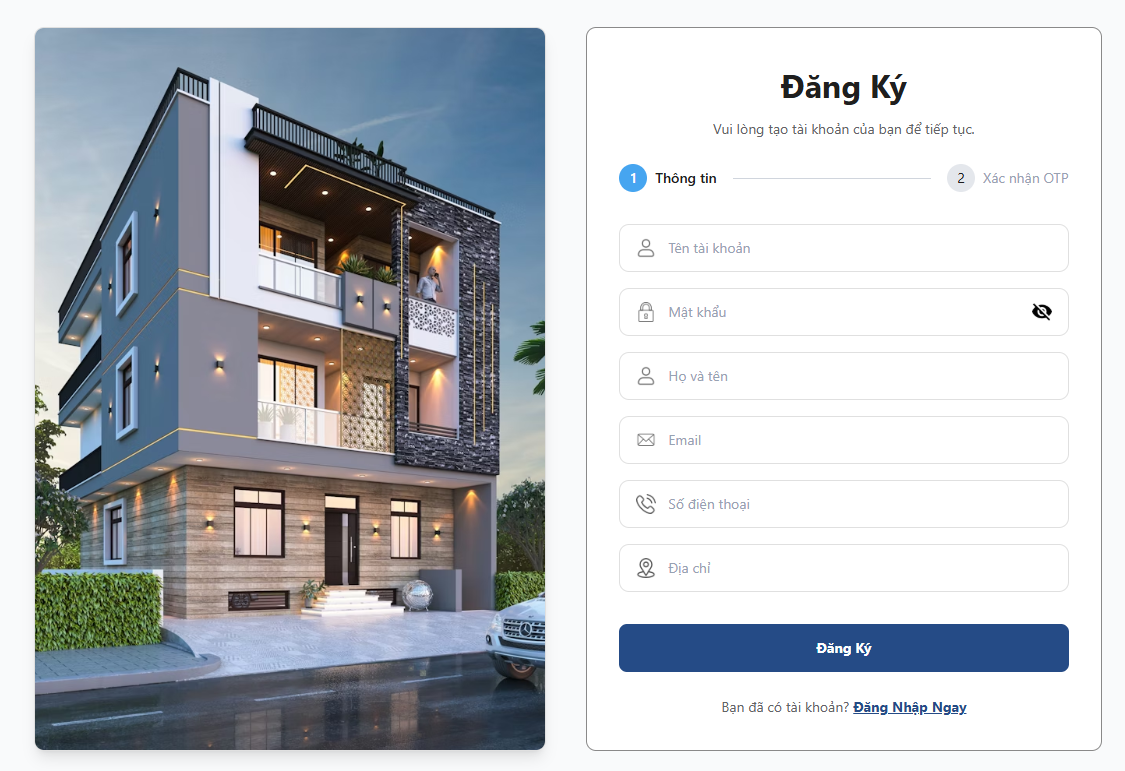 Đăng Ký
Vui lòng tạo tài khoản của bạn để tiếp tục.
1 Thông tin 2 Xác nhận OTP
Tên tài khoản
Mật khẩu
Họ và tên
Email
Số điện thoại
Địa chỉ
Đăng Ký
Bạn đã có tài khoản? Đăng Nhập Ngay